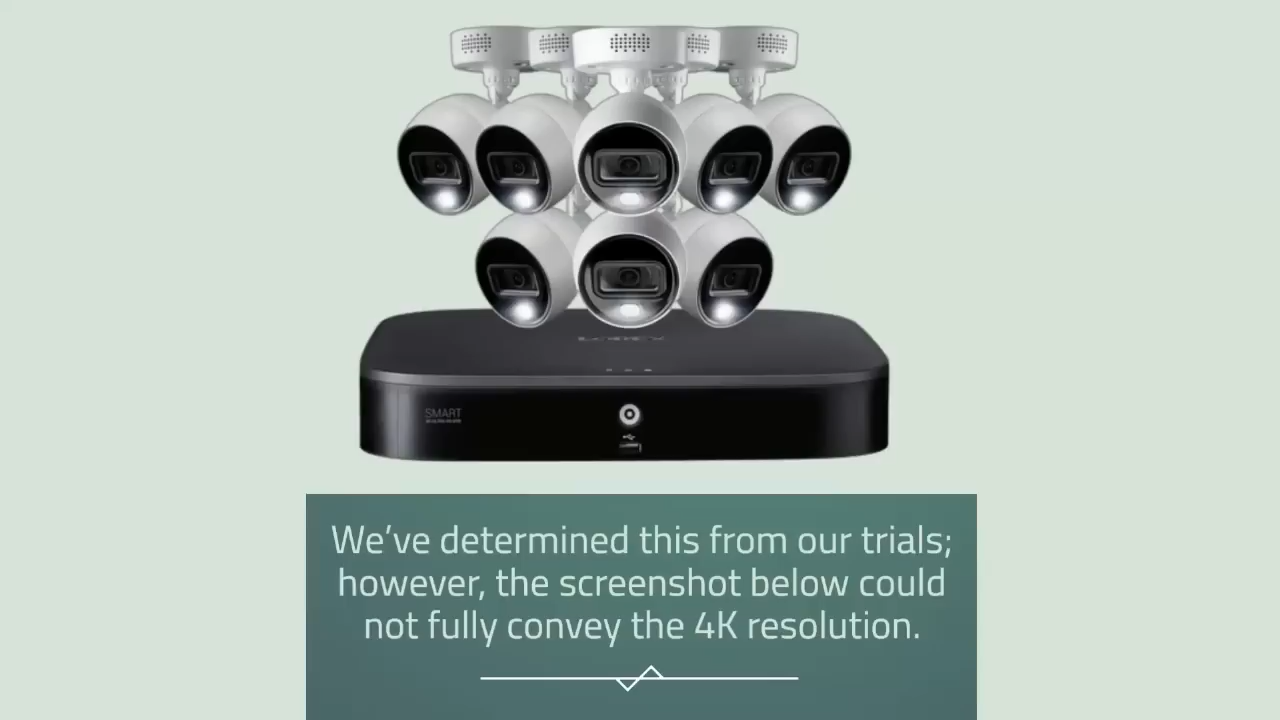 SMART
We've determined this from our trials;
however, the screenshot below could
not fully convey the 4K resolution.